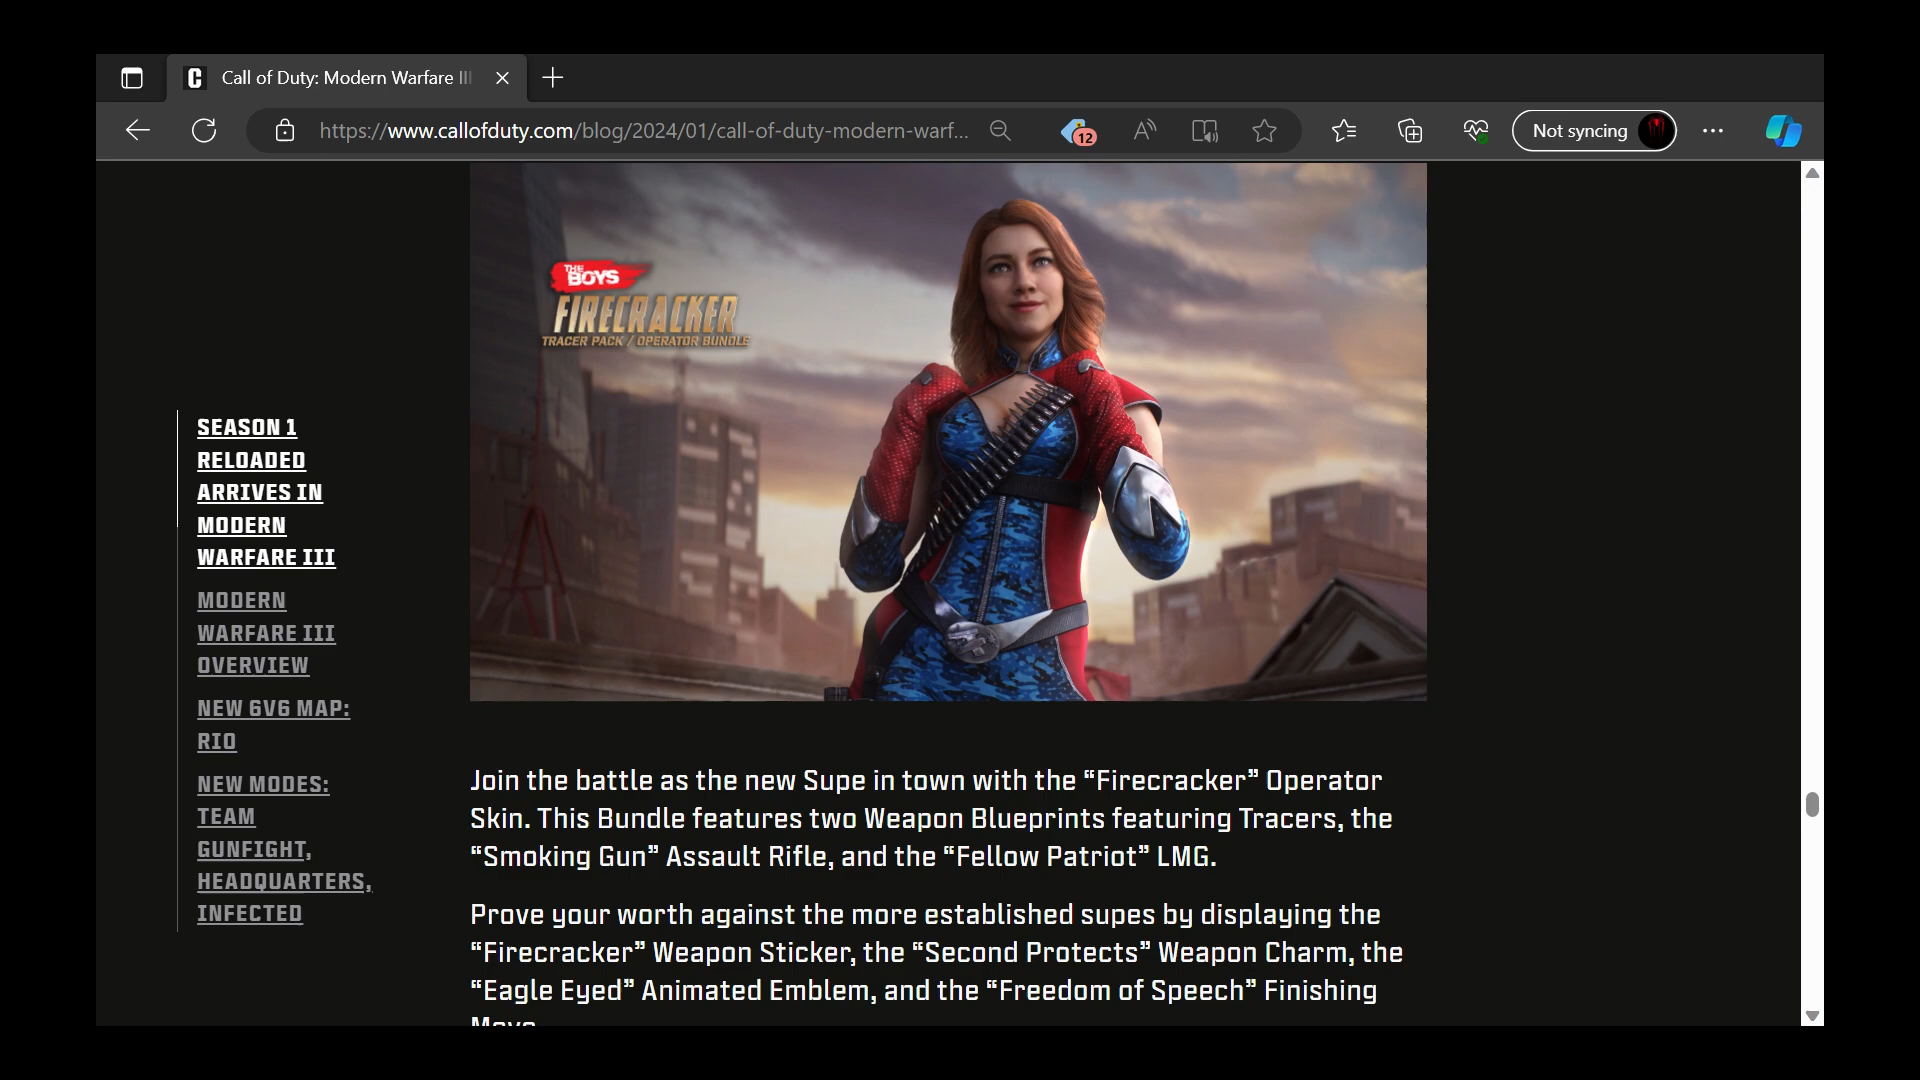 Call of Duty: Modern Warfare III
https://www.callofduty.com/blog/2024/01/call-of-duty-modern-warf...
12
Not syncing
THE
BOYS
FIRECRACKER
TRACER PACK / OPERATOR BUNDLE
SEASON 1
RELOADED
ARRIVES IN
MODERN
WARFARE III
MODERN
WARFARE III
OVERVIEW
NEW 6V6 MAP:
RIO
NEW MODES:
TEAM
GUNFIGHT,
HEADQUARTERS,
INFECTED
Join the battle as the new Supe in town with the “Firecracker” Operator
Skin. This Bundle features two Weapon Blueprints featuring Tracers, the
“Smoking Gun” Assault Rifle, and the “Fellow Patriot” LMG.
Prove your worth against the more established supes by displaying the
“Firecracker” Weapon Sticker, the “Second Protects” Weapon Charm, the
“Eagle Eyed” Animated Emblem, and the “Freedom of Speech” Finishing